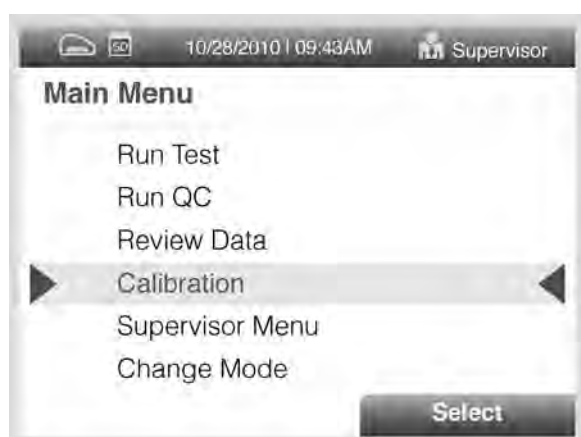 SD 10/28/2010 | 09:43AM Supervisor
Main Menu
Run Test
Run QC
Review Data
Calibration
Supervisor Menu
Change Mode
Select